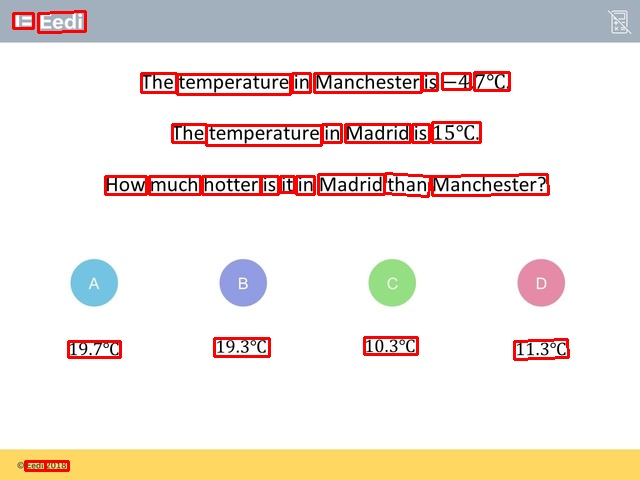 Eedi
The temperature in Manchester is −4.7°C.
The temperature in Madrid is 15°C.
How much hotter is it in Madrid than Manchester?
A B C D
19.7°C 19.3°C 10.3°C 11.3°C
© Eedi 2018